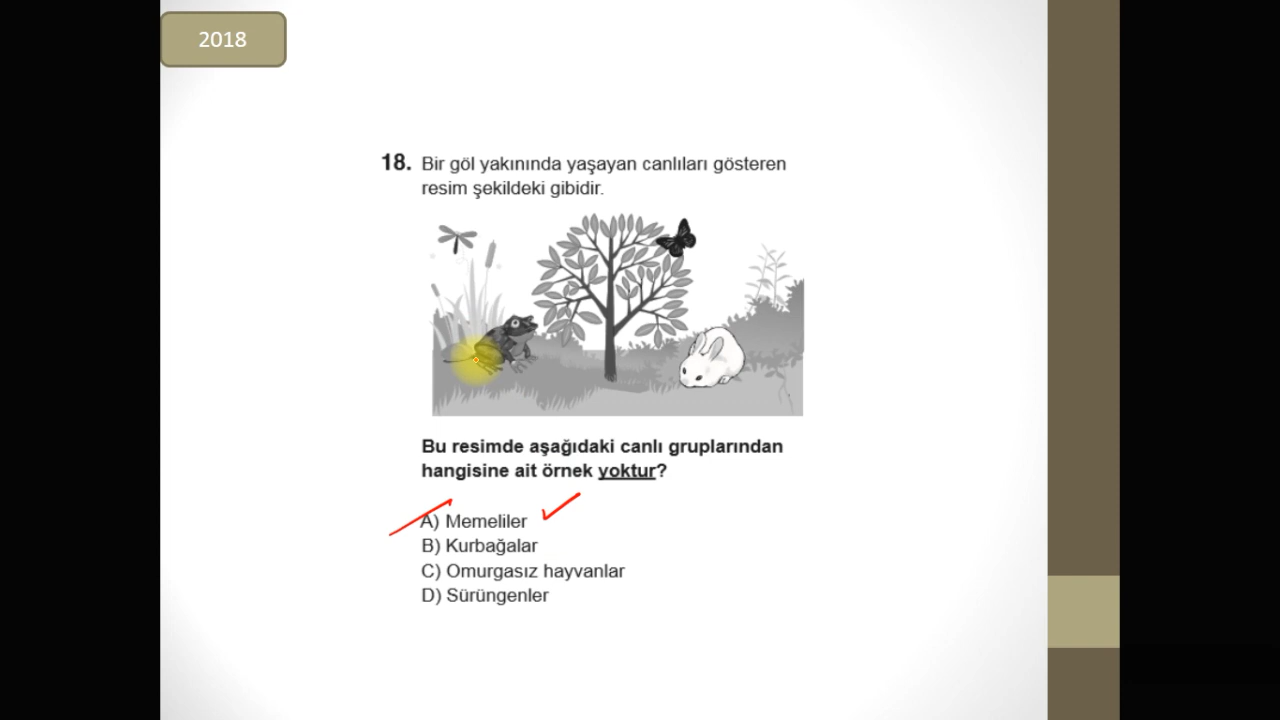 2018
18. Bir göl yakınında yaşayan canlıları gösteren
resim şekildeki gibidir.
Bu resimde aşağıdaki canlı gruplarından
hangisine ait örnek yoktur?
A) Memeliler
B) Kurbağalar
C) Omurgasız hayvanlar
D) Sürüngenler